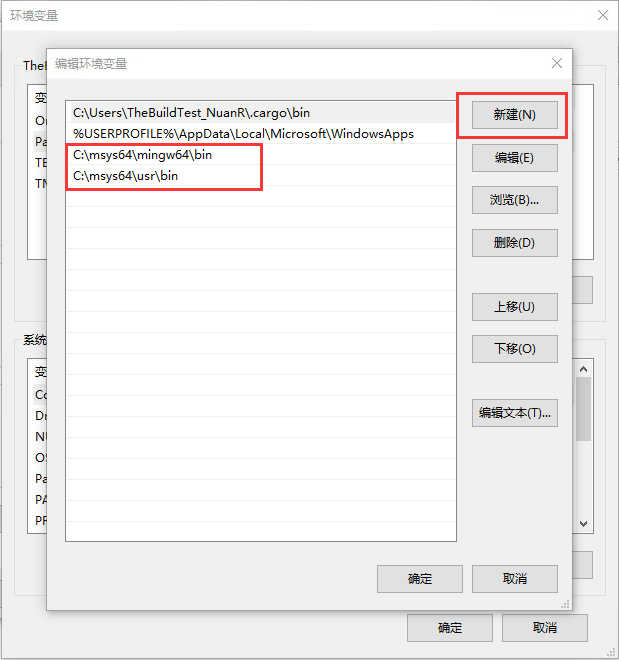 环境变量
TheB
编辑环境变量
变
Or
Pa
TE
TM
C:\Users\TheBuildTest_NuanR\.cargo\bin
%USERPROFILE%\AppData\Local\Microsoft\WindowsApps
C:\msys64\mingw64\bin
C:\msys64\usr\bin
新建(N)
编辑(E)
浏览(B)...
删除(D)
上移(U)
下移(O)
编辑文本(T)...
系统
变
Co
Dr
NU
OS
Pa
PA
PR
确定
取消
确定
取消